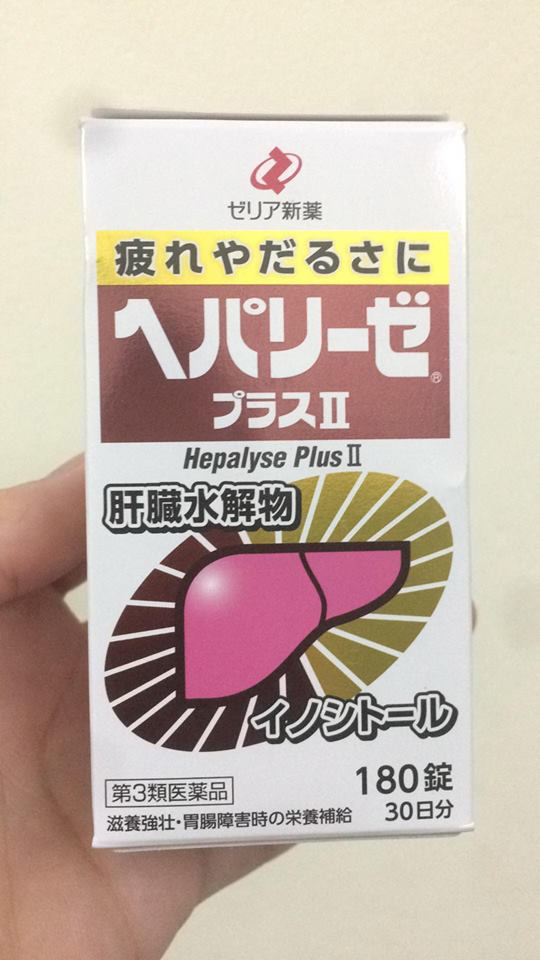 ゼリア新薬
疲れやだるさに
ヘパリーゼ®
プラスⅡ
Hepalyse PlusⅡ
肝臓水解物
イノシトール
第3類医薬品
180錠
滋養強壮・胃腸障害時の栄養補給
30日分